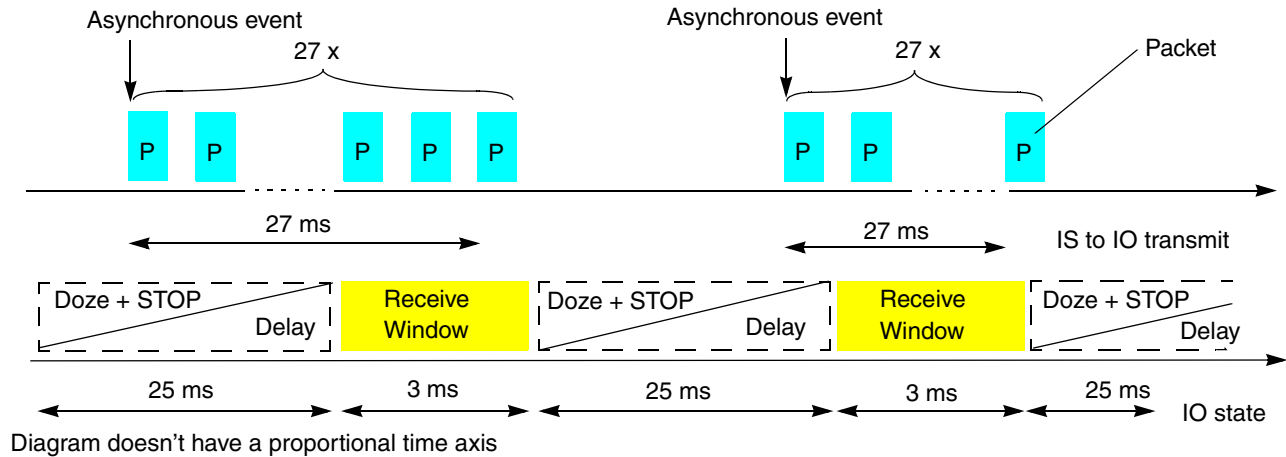 Asynchronous event
Asynchronous event
27 x
27 x
Packet
P
P
P
P
P
P
P
P
27 ms
27 ms
IS to IO transmit
Doze + STOP
Delay
Receive
Window
Doze + STOP
Delay
Receive
Window
Doze + STOP
Delay
25 ms
3 ms
25 ms
3 ms
25 ms
IO state
Diagram doesn't have a proportional time axis